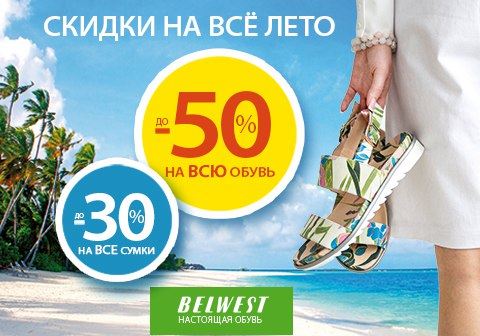 СКИДКИ НА ВСЁ ЛЕТО
ДО -50%
НА ВСЮ ОБУВЬ
ДО -30%
НА ВСЕ СУМКИ
BELWEST
НАСТОЯЩАЯ ОБУВЬ